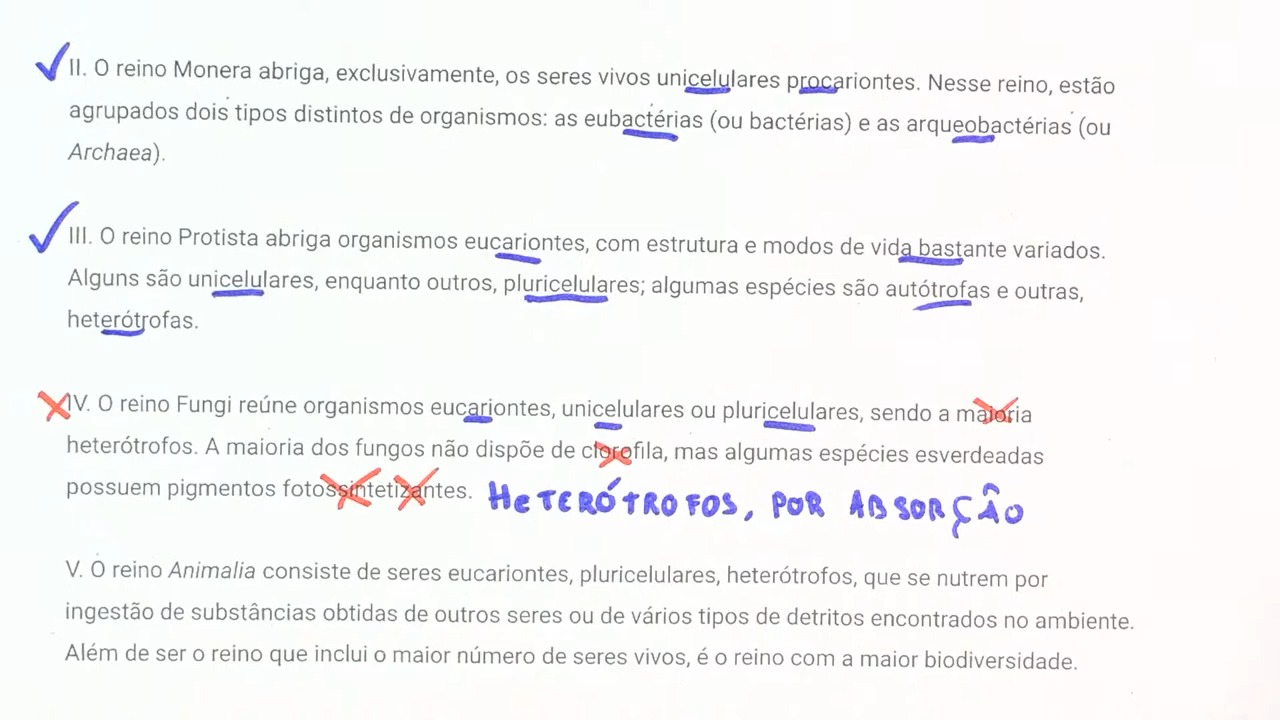 II. O reino Monera abriga, exclusivamente, os seres vivos unicelulares procariontes. Nesse reino, estão
agrupados dois tipos distintos de organismos: as eubactérias (ou bactérias) e as arqueobactérias (ou
Archaea).
III. O reino Protista abriga organismos eucariontes, com estrutura e modos de vida bastante variados.
Alguns são unicelulares, enquanto outros, pluricelulares; algumas espécies são autótrofas e outras,
heterótrofas.
IV. O reino Fungi reúne organismos eucariontes, unicelulares ou pluricelulares, sendo a maioria
heterótrofos. A maioria dos fungos não dispõe de clorofila, mas algumas espécies esverdeadas
possuem pigmentos fotossintetizantes. HETERÓTROFOS, POR ABSORÇÂO
V. O reino Animalia consiste de seres eucariontes, pluricelulares, heterótrofos, que se nutrem por
ingestão de substâncias obtidas de outros seres ou de vários tipos de detritos encontrados no ambiente.
Além de ser o reino que inclui o maior número de seres vivos, é o reino com a maior biodiversidade.